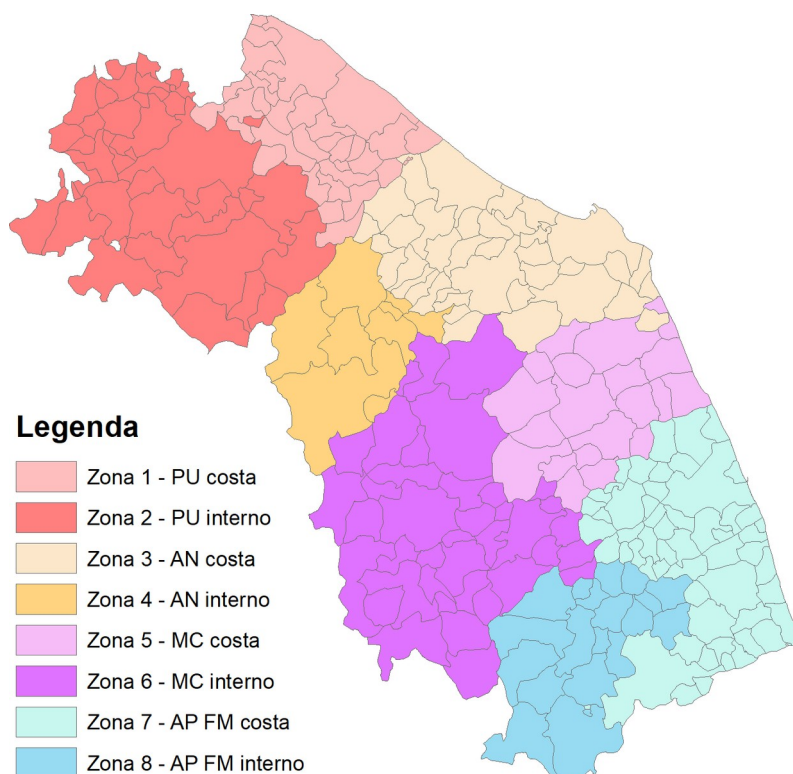 Legenda
Zona 1 - PU costa
Zona 2 - PU interno
Zona 3 - AN costa
Zona 4 - AN interno
Zona 5 - MC costa
Zona 6 - MC interno
Zona 7 - AP FM costa
Zona 8 - AP FM interno